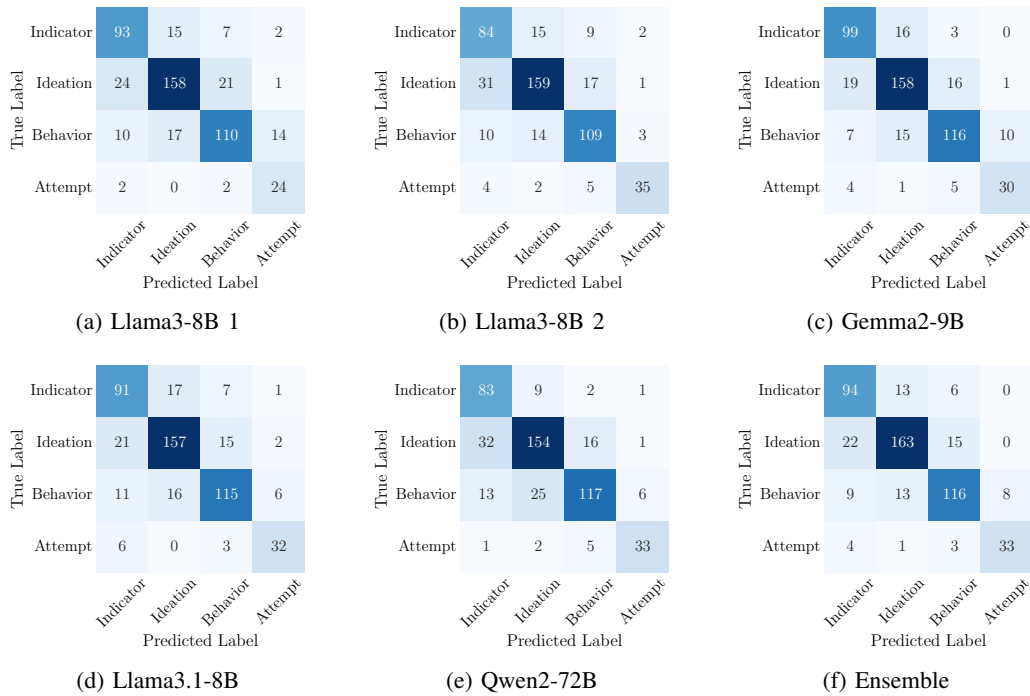 Indicator 93 15 7 2
Ideation 24 158 21 1
Behavior 10 17 110 14
Attempt 2 0 2 24
True Label
Indicator Ideation Behavior Attempt
Predicted Label
(a) Llama3-8B 1
Indicator 84 15 9 2
Ideation 31 159 17 1
Behavior 10 14 109 3
Attempt 4 2 5 35
True Label
Indicator Ideation Behavior Attempt
Predicted Label
(b) Llama3-8B 2
Indicator 99 16 3 0
Ideation 19 158 16 1
Behavior 7 15 116 10
Attempt 4 1 5 30
True Label
Indicator Ideation Behavior Attempt
Predicted Label
(c) Gemma2-9B
Indicator 91 17 7 1
Ideation 21 157 15 2
Behavior 11 16 115 6
Attempt 6 0 3 32
True Label
Indicator Ideation Behavior Attempt
Predicted Label
(d) Llama3.1-8B
Indicator 83 9 2 1
Ideation 32 154 16 1
Behavior 13 25 117 6
Attempt 1 2 5 33
True Label
Indicator Ideation Behavior Attempt
Predicted Label
(e) Qwen2-72B
Indicator 94 13 6 0
Ideation 22 163 15 0
Behavior 9 13 116 8
Attempt 4 1 3 33
True Label
Indicator Ideation Behavior Attempt
Predicted Label
(f) Ensemble